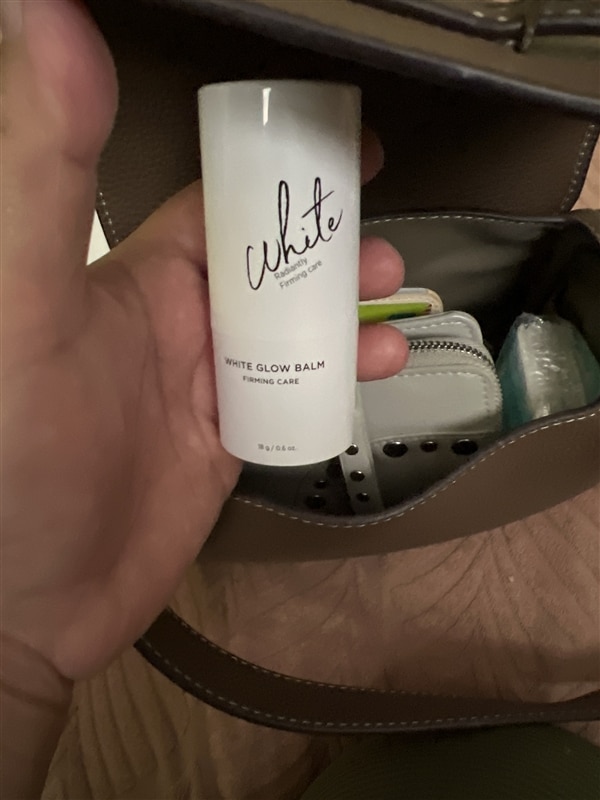 White
Radiantly
Firming care
WHITE GLOW BALM
FIRMING CARE
18 g / 0.6 oz.